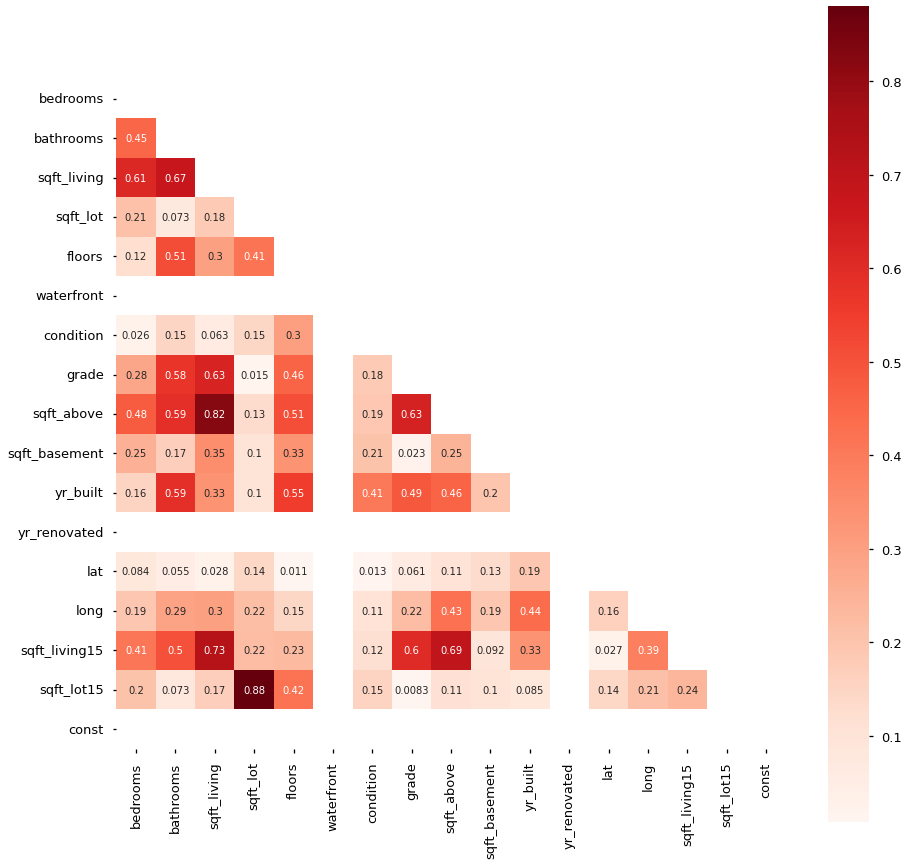 bedrooms
bathrooms 0.45
sqft_living 0.61 0.67
sqft_lot 0.21 0.073 0.18
floors 0.12 0.51 0.3 0.41
waterfront
condition 0.026 0.15 0.063 0.15 0.3
grade 0.28 0.58 0.63 0.015 0.46 0.18
sqft_above 0.48 0.59 0.82 0.13 0.51 0.19 0.63
sqft_basement 0.25 0.17 0.35 0.1 0.33 0.21 0.023 0.25
yr_built 0.16 0.59 0.33 0.1 0.55 0.41 0.49 0.46 0.2
yr_renovated
lat 0.084 0.055 0.028 0.14 0.011 0.013 0.061 0.11 0.13 0.19
long 0.19 0.29 0.3 0.22 0.15 0.11 0.22 0.43 0.19 0.44 0.16
sqft_living15 0.41 0.5 0.73 0.22 0.23 0.12 0.6 0.69 0.092 0.33 0.027 0.39
sqft_lot15 0.2 0.073 0.17 0.88 0.42 0.15 0.0083 0.11 0.1 0.085 0.14 0.21 0.24
const
bedrooms bathrooms sqft_living sqft_lot floors waterfront condition grade sqft_above sqft_basement yr_built yr_renovated lat long sqft_living15 sqft_lot15 const
0.8
0.7
0.6
0.5
0.4
0.3
0.2
0.1